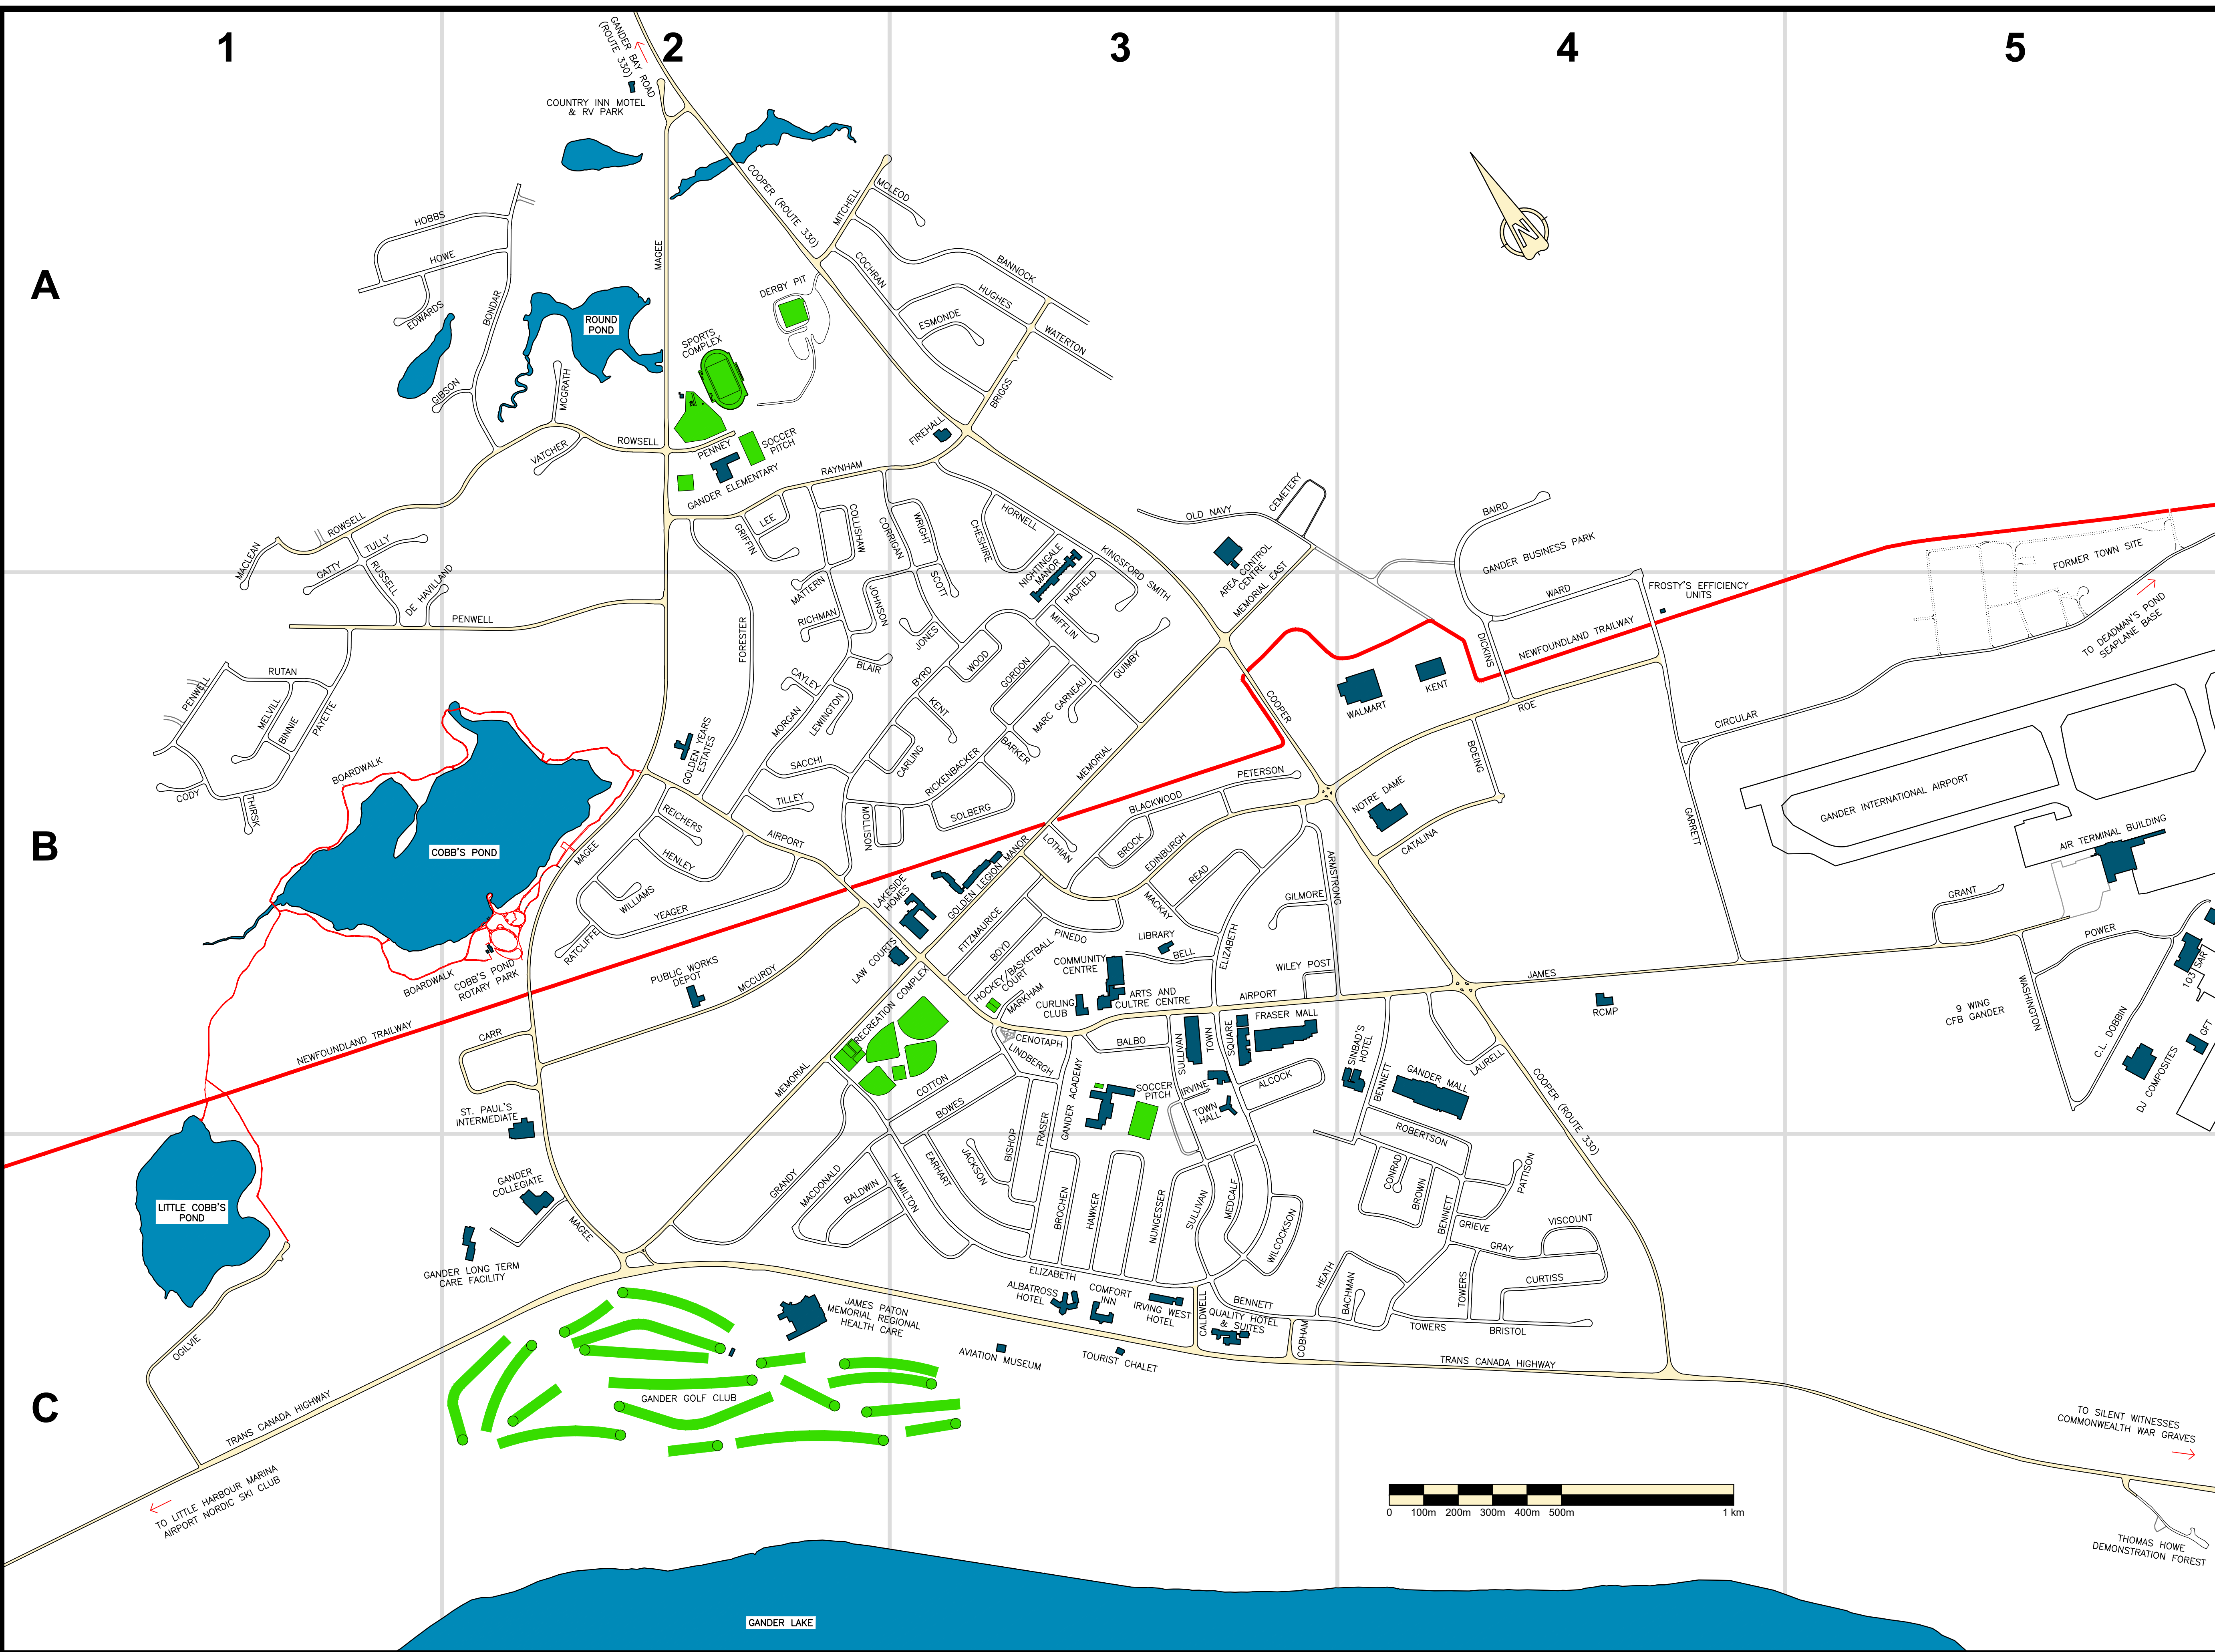 1
2
3
4
5
A
B
C
GANDER BAY ROAD
(ROUTE 330)
COUNTRY INN MOTEL
& RV PARK
COOPER (ROUTE 330)
MITCHELL
MCLEOD
HOBBS
HOWE
EDWARDS
BONDAR
GIBSON
ROUND
POND
MCGRATH
MAGEE
DERBY PIT
SPORTS
COMPLEX
COCHRAN
BANNOCK
HUGHES
ESMONDE
WATERTON
BRIGGS
FIREHALL
VATCHER
ROWSELL
PENNEY
SOCCER
PITCH
GANDER ELEMENTARY
RAYNHAM
N
MACLEAN
ROWSELL
TULLY
GATTY
RUSSELL
DE HAVILLAND
PENWELL
GRIFFIN
LEE
COLLISHAW
CORRIGAN
WRIGHT
SCOTT
CHESHIRE
HORNELL
NIGHTINGALE
MANOR
KINGSFORD SMITH
HADFIELD
MIFFLIN
OLD NAVY
CEMETERY
AREA CONTROL
CENTRE
MEMORIAL EAST
BAIRD
GANDER BUSINESS PARK
WARD
DICKINS
FROSTY'S EFFICIENCY
UNITS
NEWFOUNDLAND TRAILWAY
FORMER TOWN SITE
TO DEADMAN'S POND
SEAPLANE BASE
MATTERN
RICHMAN
JOHNSON
JONES
BLAIR
FORESTER
CAYLEY
LEWINGTON
MORGAN
BYRD
WOOD
GORDON
KENT
MARC GARNEAU
QUIMBY
BARKER
CARLING
RICKENBACKER
SOLBERG
SACCHI
TILLEY
MOLLISON
MEMORIAL
COOPER
WALMART
KENT
ROE
BOEING
CIRCULAR
GARRETT
GANDER INTERNATIONAL AIRPORT
AIR TERMINAL BUILDING
PENWELL
RUTAN
MELVILL
BINNIE
PAYETTE
CODY
THIRSK
BOARDWALK
COBB'S POND
GOLDEN YEARS
ESTATES
REICHERS
AIRPORT
HENLEY
MAGEE
WILLIAMS
YEAGER
RATCLIFFE
PUBLIC WORKS
DEPOT
MCCURDY
BOARDWALK
COBB'S POND
ROTARY PARK
NEWFOUNDLAND TRAILWAY
CARR
LAKESIDE
HOMES
GOLDEN LEGION MANOR
LAW COURTS
LOTHIAN
BLACKWOOD
PETERSON
BROCK
EDINBURGH
READ
MACKAY
GILMORE
ARMSTRONG
NOTRE DAME
CATALINA
FITZMAURICE
BOYD
PINEDO
HOCKEY/BASKETBALL
COURT
MARKHAM
COMMUNITY
CENTRE
LIBRARY
BELL
ELIZABETH
WILEY POST
CURLING
CLUB
ARTS AND
CULTRE CENTRE
AIRPORT
FRASER MALL
JAMES
RCMP
GRANT
POWER
WASHINGTON
9 WING
CFB GANDER
C.L. DOBBIN
103 SAR
GFT
DJ COMPOSITES
RECREATION COMPLEX
CENOTAPH
LINDBERGH
BALBO
SULLIVAN
TOWN
SQUARE
SINBAD'S
HOTEL
BENNETT
GANDER MALL
LAURELL
COOPER (ROUTE 330)
MEMORIAL
COTTON
BOWES
GANDER ACADEMY
SOCCER
PITCH
IRVINE
TOWN
HALL
ALCOCK
ST. PAUL'S
INTERMEDIATE
LITTLE COBB'S
POND
GANDER
COLLEGIATE
GANDER LONG TERM
CARE FACILITY
MAGEE
GRANDY
MACDONALD
BALDWIN
HAMILTON
EARHART
JACKSON
BISHOP
FRASER
BROCHEN
HAWKER
NUNGESSER
SULLIVAN
MEDCALF
WILCOCKSON
ROBERTSON
CONRAD
BROWN
BENNETT
PATTISON
GRIEVE
GRAY
VISCOUNT
CURTISS
TOWERS
HEATH
BACHMAN
TOWERS
BRISTOL
ELIZABETH
ALBATROSS
HOTEL
COMFORT
INN
IRVING WEST
HOTEL
CALDWELL
BENNETT
QUALITY HOTEL
& SUITES
COBHAM
JAMES PATON
MEMORIAL REGIONAL
HEALTH CARE
AVIATION MUSEUM
TOURIST CHALET
TRANS CANADA HIGHWAY
GANDER GOLF CLUB
OGILVIE
TRANS CANADA HIGHWAY
TO LITTLE HARBOUR MARINA
AIRPORT NORDIC SKI CLUB
TO SILENT WITNESSES
COMMONWEALTH WAR GRAVES
THOMAS HOWE
DEMONSTRATION FOREST
0 100m 200m 300m 400m 500m 1 km
GANDER LAKE